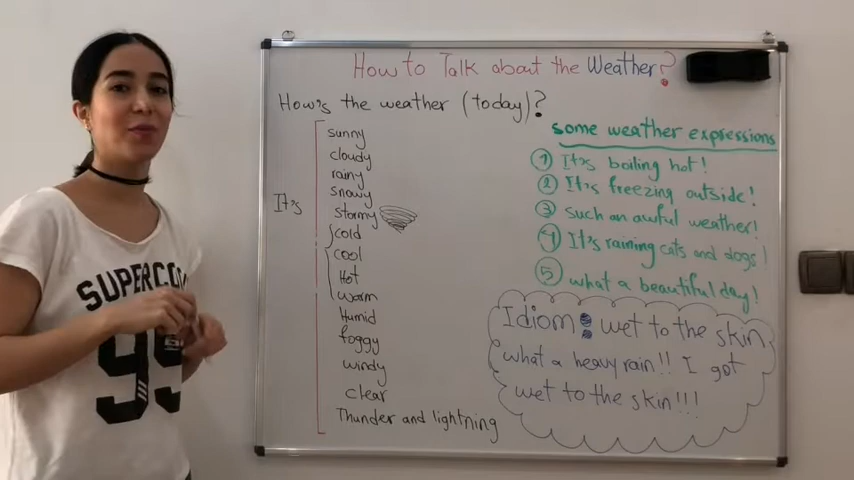 How to Talk about the Weather?
How's the weather (today)?
It's
sunny
cloudy
rainy
snowy
stormy
cold
cool
Hot
warm
Humid
foggy
windy
clear
Thunder and lightning
some weather expressions
① It's boiling hot!
② It's freezing outside!
③ such an awful weather!
④ It's raining cats and dogs!
⑤ what a beautiful day!
Idiom: wet to the skin
what a heavy rain!! I got
wet to the skin!!!
SUPERCOOL